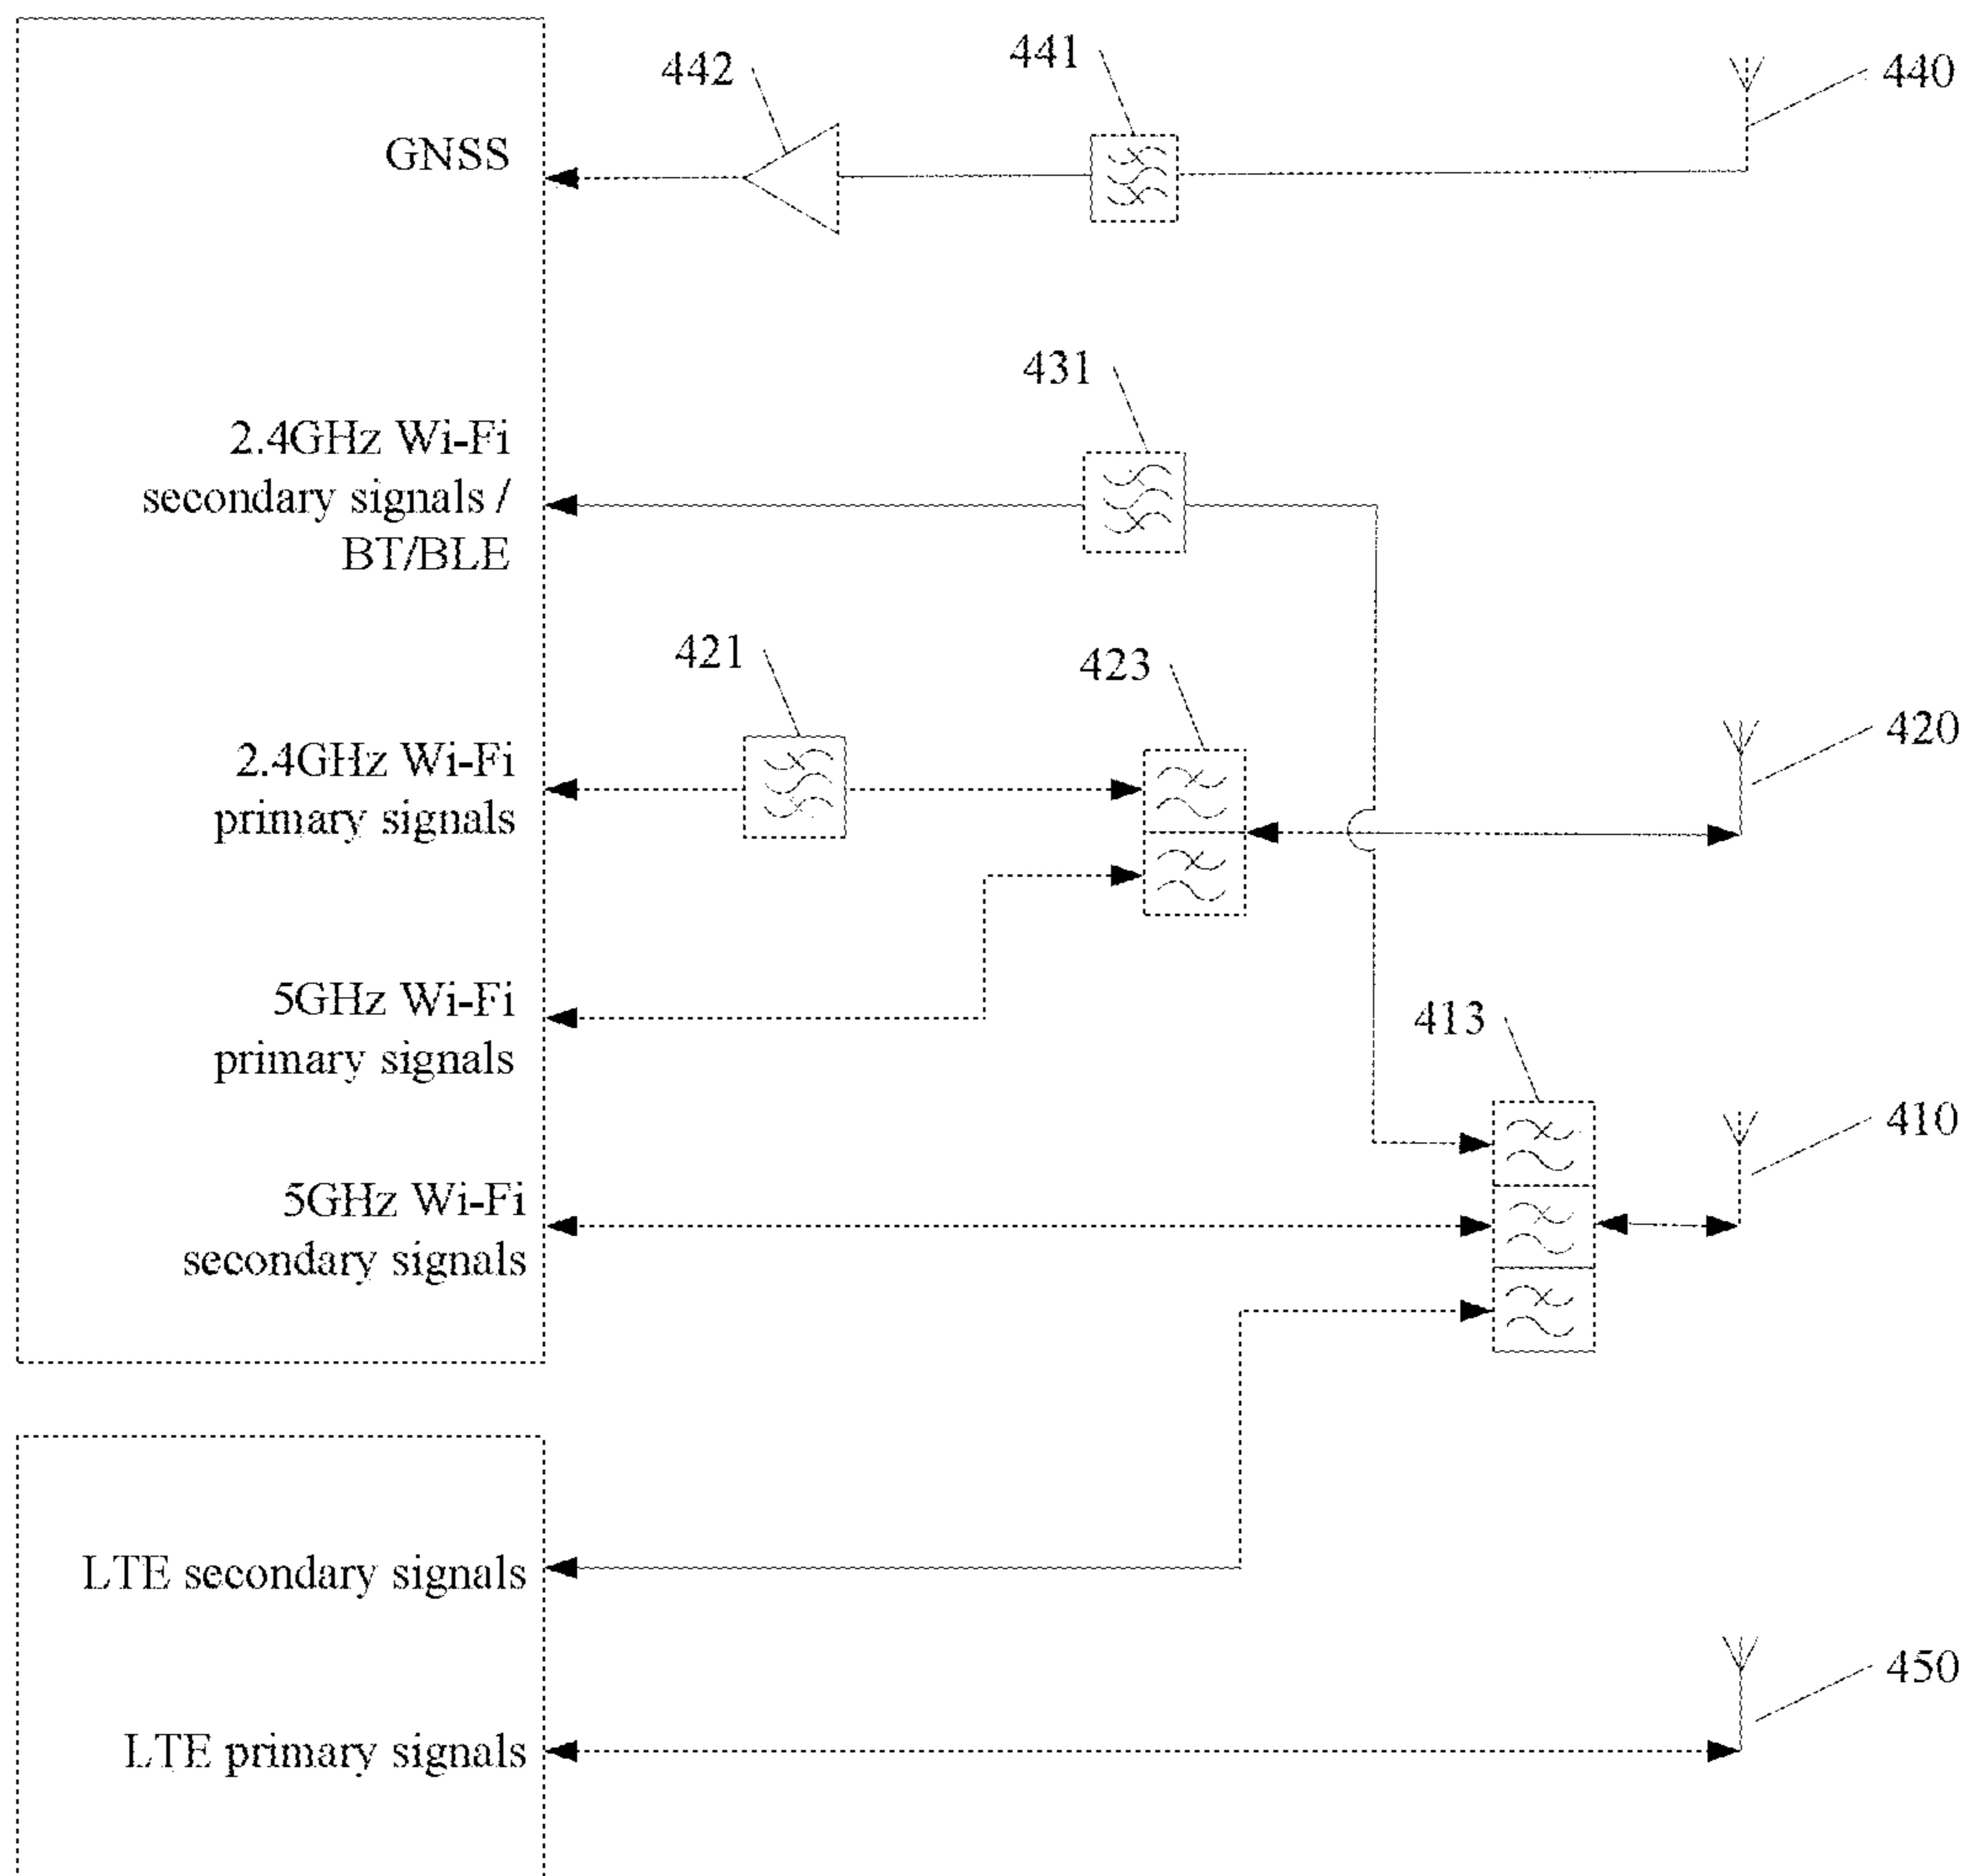 442
441
440
GNSS
431
2.4GHz Wi-Fi
secondary signals /
BT/BLE
421
423
420
2.4GHz Wi-Fi
primary signals
5GHz Wi-Fi
primary signals
413
410
5GHz Wi-Fi
secondary signals
LTE secondary signals
450
LTE primary signals